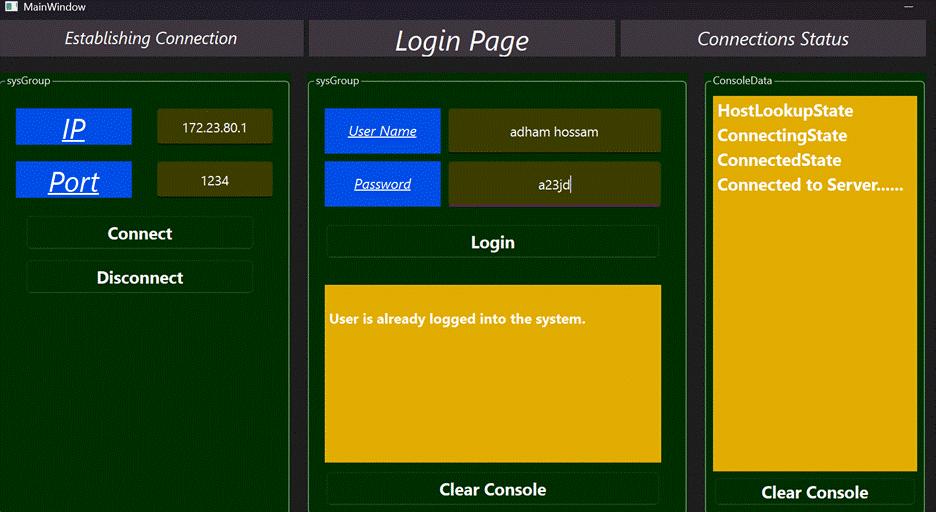 MainWindow
Establishing Connection
Login Page
Connections Status
sysGroup
IP
172.23.80.1
Port
1234
Connect
Disconnect
sysGroup
User Name
adham hossam
Password
a23jd
Login
User is already logged into the system.
Clear Console
ConsoleData
HostLookupState
ConnectingState
ConnectedState
Connected to Server......
Clear Console